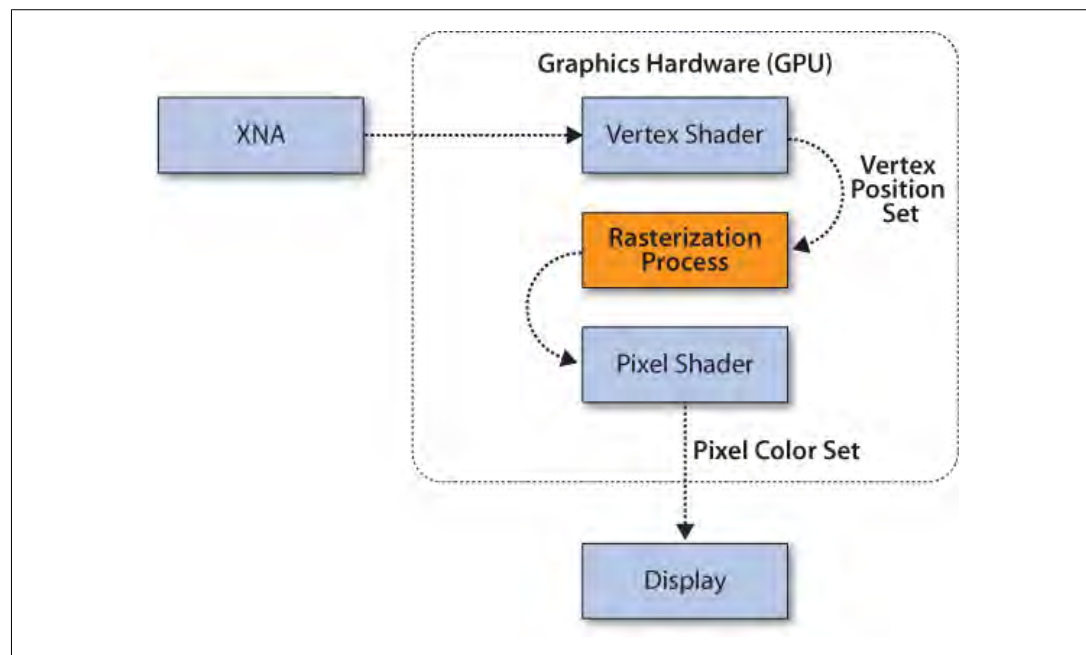 Graphics Hardware (GPU)
XNA
Vertex Shader
Vertex
Position
Set
Rasterization
Process
Pixel Shader
Pixel Color Set
Display